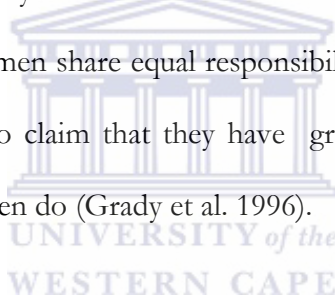 men share equal responsibil
o claim that they have gr
en do (Grady et al. 1996).
UNIVERSITY of the
WESTERN CAPE